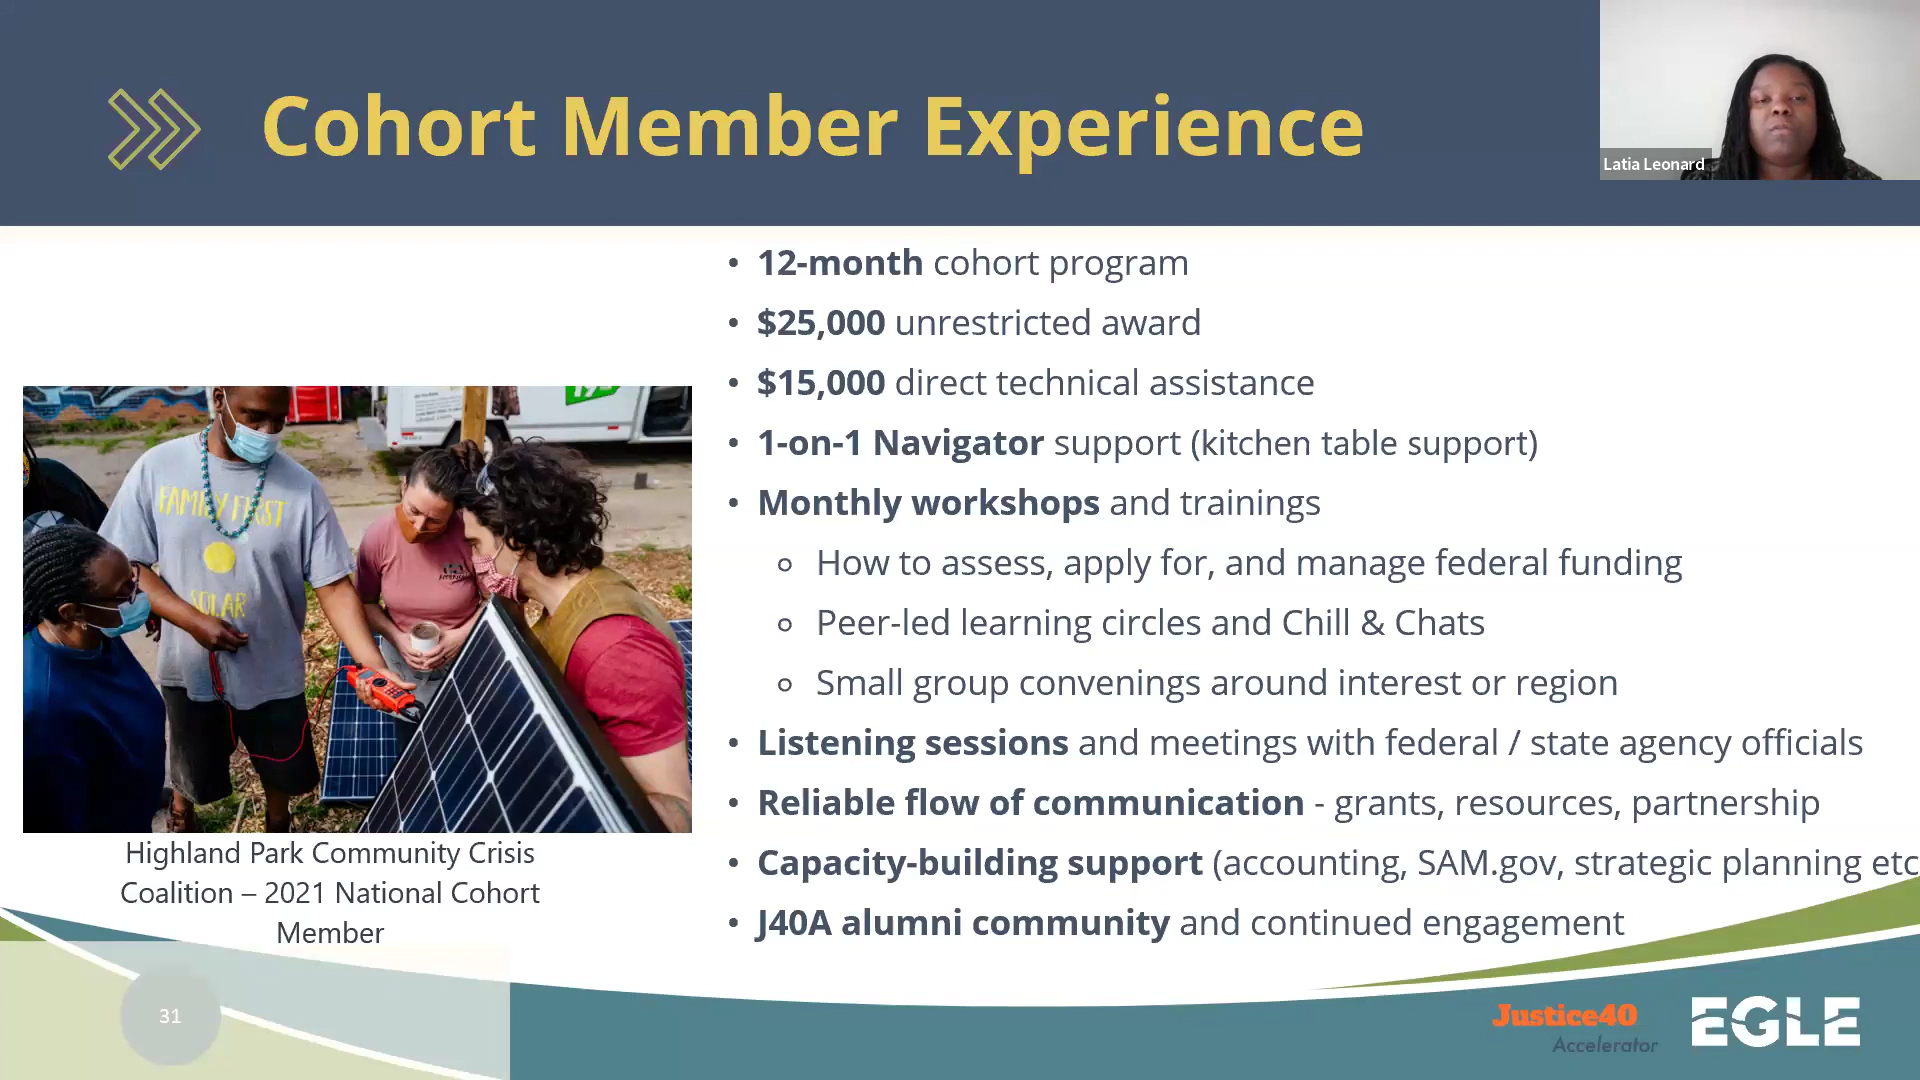 Cohort Member Experience
Latia Leonard
• 12-month cohort program
• $25,000 unrestricted award
• $15,000 direct technical assistance
• 1-on-1 Navigator support (kitchen table support)
• Monthly workshops and trainings
○ How to assess, apply for, and manage federal funding
○ Peer-led learning circles and Chill & Chats
○ Small group convenings around interest or region
• Listening sessions and meetings with federal / state agency officials
• Reliable flow of communication - grants, resources, partnership
• Capacity-building support (accounting, SAM.gov, strategic planning etc
• J40A alumni community and continued engagement
FAMILY FIRST
SOLAR
Highland Park Community Crisis
Coalition – 2021 National Cohort
Member
31
Justice40
Accelerator
EGLE